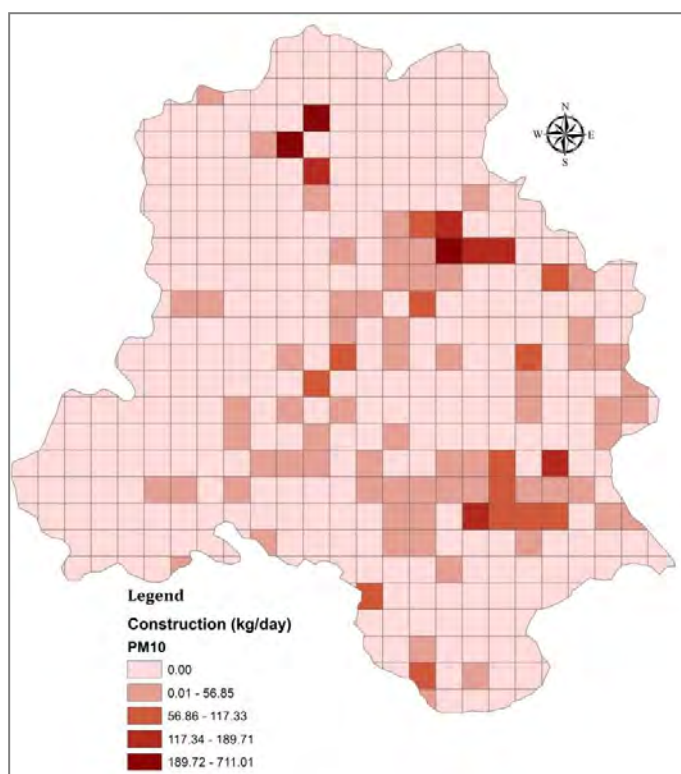 N
W E
S
Legend
Construction (kg/day)
PM10
0.00
0.01 - 56.85
56.86 - 117.33
117.34 - 189.71
189.72 - 711.01